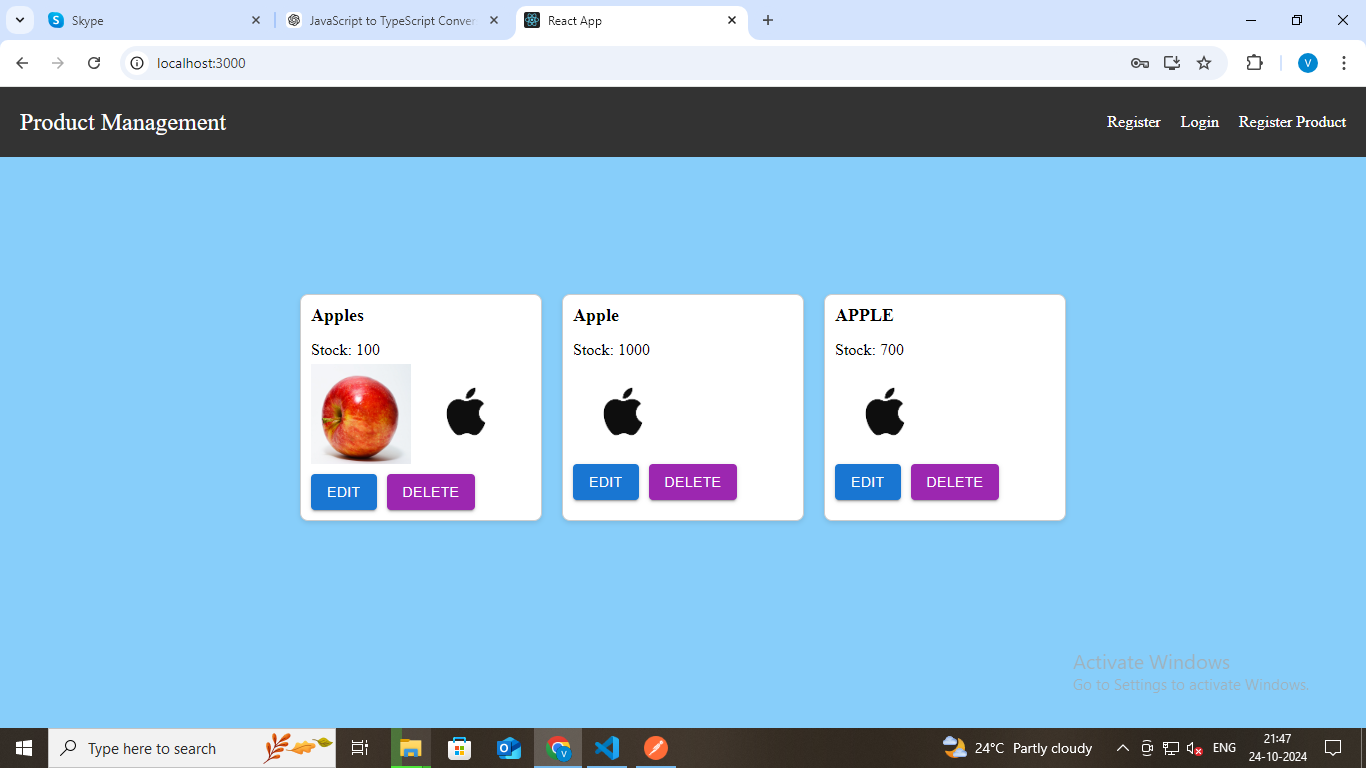 Skype
JavaScript to TypeScript Conver
React App
localhost:3000
V
Product Management
Register Login Register Product
Apples
Stock: 100
EDIT DELETE
Apple
Stock: 1000
EDIT DELETE
APPLE
Stock: 700
EDIT DELETE
Activate Windows
Go to Settings to activate Windows.
Type here to search
24°C Partly cloudy
ENG
21:47
24-10-2024